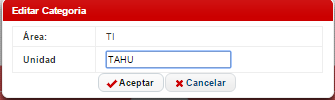 Editar Categoria
Área: TI
Unidad TAHU
Aceptar Cancelar